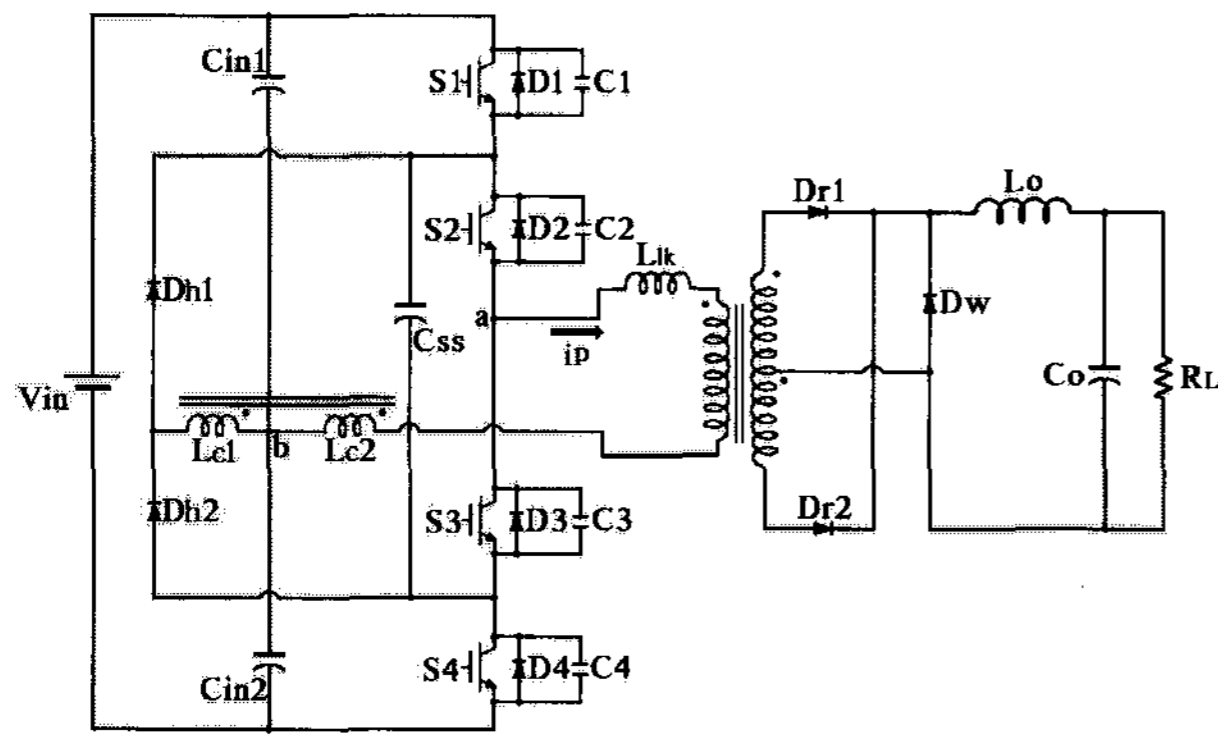 Cin1
S1
D1
C1
S2
D2
C2
Dr1
Lo
Llk
Dh1
a
Css
ip
Dw
Vin
Co
RL
Lc1
b
Lc2
Dh2
S3
D3
C3
Dr2
Cin2
S4
D4
C4